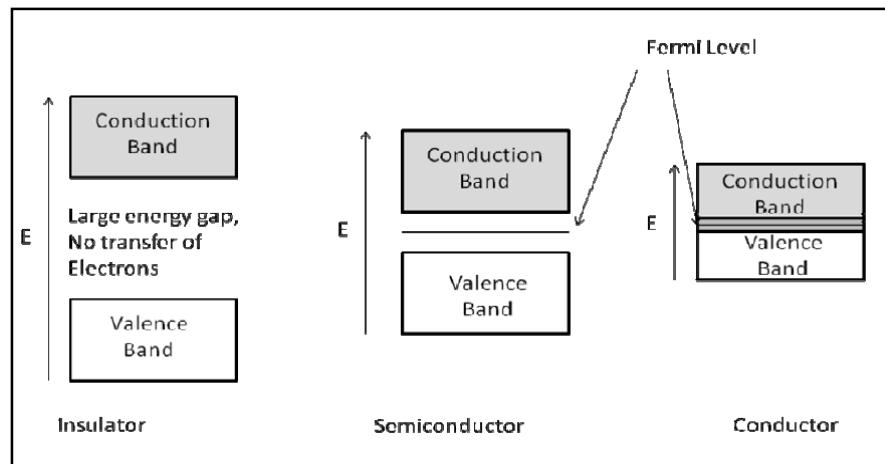 Fermi Level
Conduction
Band
Large energy gap,
No transfer of
Electrons
E
Valence
Band
Insulator
Conduction
Band
E
Valence
Band
Semiconductor
Conduction
Band
E
Valence
Band
Conductor